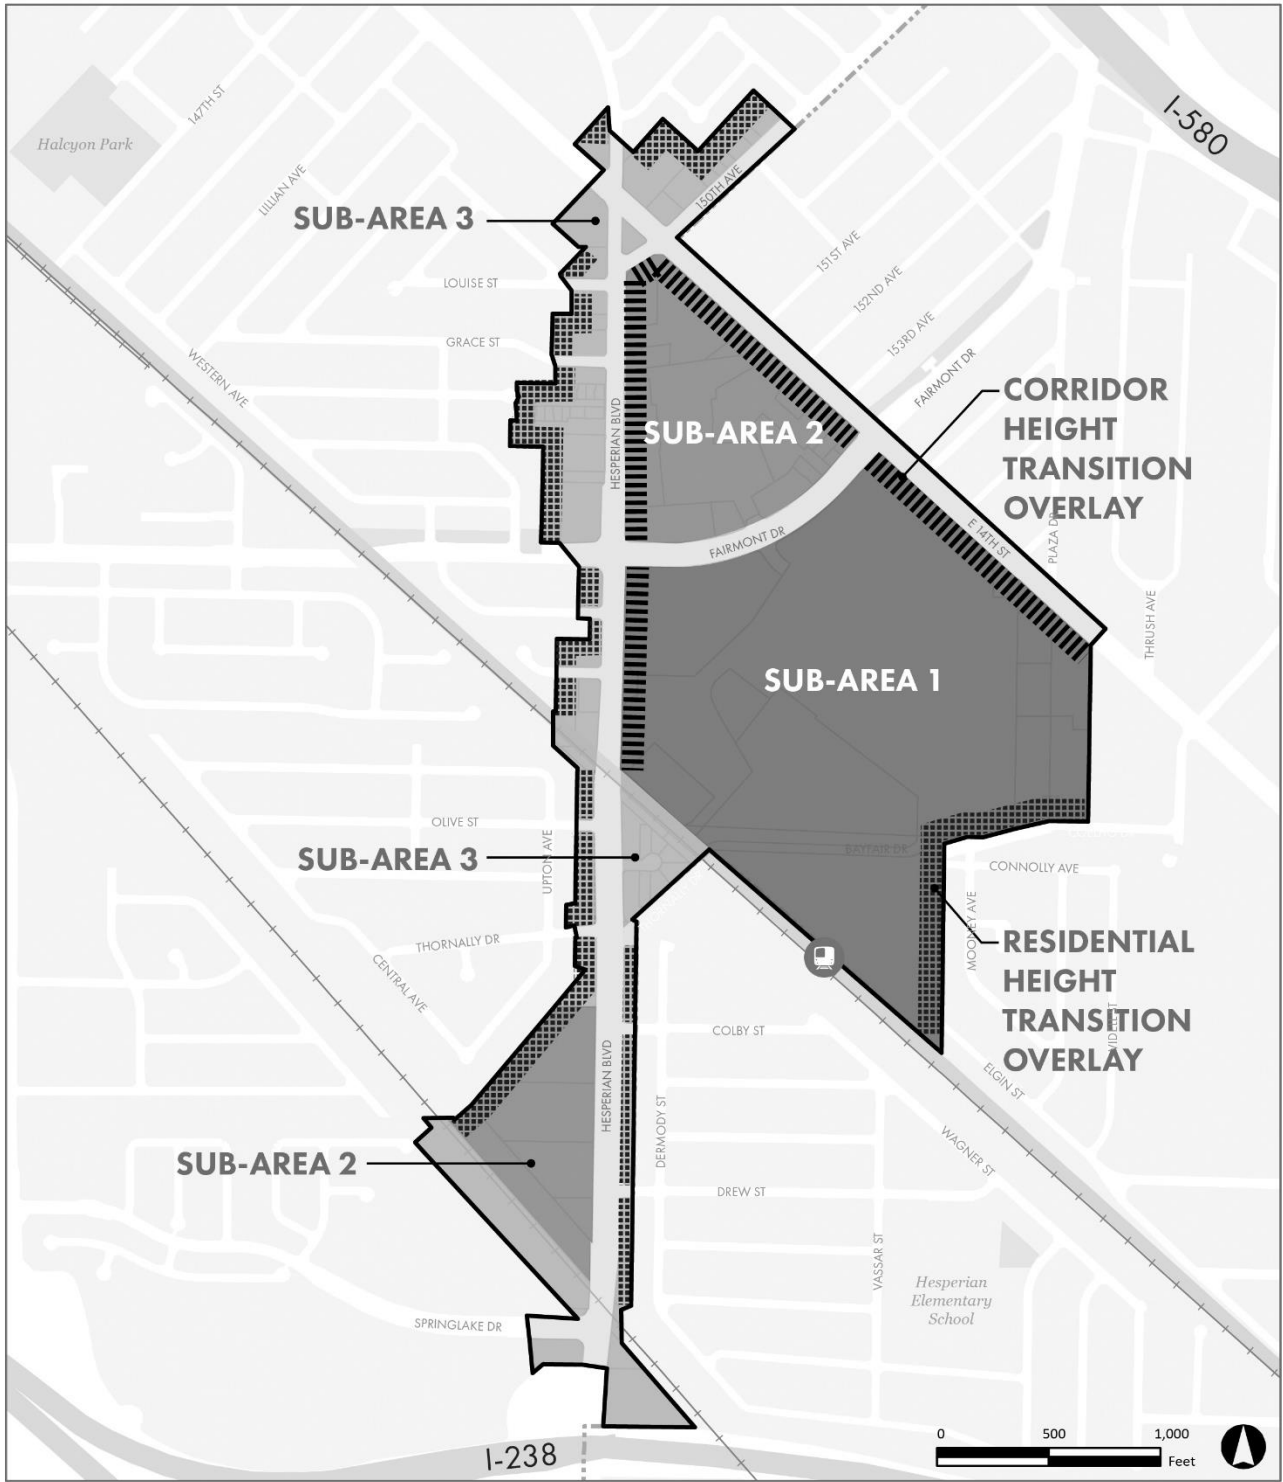 I-580
147TH ST
Halcyon Park
LILLIAN AVE
150TH AVE
SUB-AREA 3
151ST AVE
LOUISE ST
152ND AVE
GRACE ST
153RD AVE
WESTERN AVE
FAIRMONT DR
CORRIDOR
HEIGHT
TRANSITION
OVERLAY
HESPERIAN BLVD
SUB-AREA 2
E 14TH ST
PLAZA DR
FAIRMONT DR
THRUSH AVE
SUB-AREA 1
OLIVE ST
UPTON AVE
BAYFAIR DR
SUB-AREA 3
CONNOLLY AVE
MOONEY AVE
THORNALLY DR
CENTRAL AVE
RESIDENTIAL
HEIGHT
TRANSITION
OVERLAY
COLBY ST
HESPERIAN BLVD
ELGIN ST
DERMODY ST
WAGNER ST
SUB-AREA 2
DREW ST
VASSAR ST
Hesperian
Elementary
School
SPRINGLAKE DR
I-238
0 500 1,000
Feet